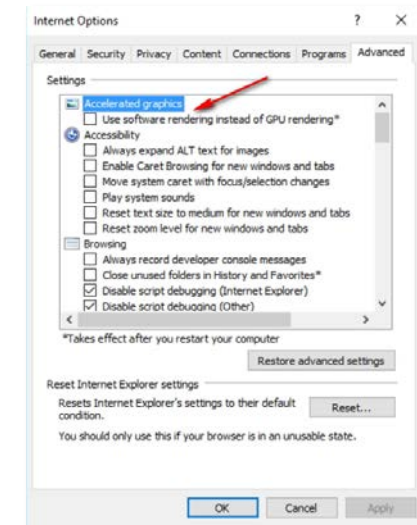 Internet Options ? ×
General Security Privacy Content Connections Programs Advanced
Settings
Accelerated graphics
Use software rendering instead of GPU rendering*
Accessibility
Always expand ALT text for images
Enable Caret Browsing for new windows and tabs
Move system caret with focus/selection changes
Play system sounds
Reset text size to medium for new windows and tabs
Reset zoom level for new windows and tabs
Browsing
Always record developer console messages
Close unused folders in History and Favorites*
Disable script debugging (Internet Explorer)
Disable script debugging (Other)
*Takes effect after you restart your computer
Restore advanced settings
Reset Internet Explorer settings
Resets Internet Explorer's settings to their default
condition.
Reset...
You should only use this if your browser is in an unusable state.
OK Cancel Apply